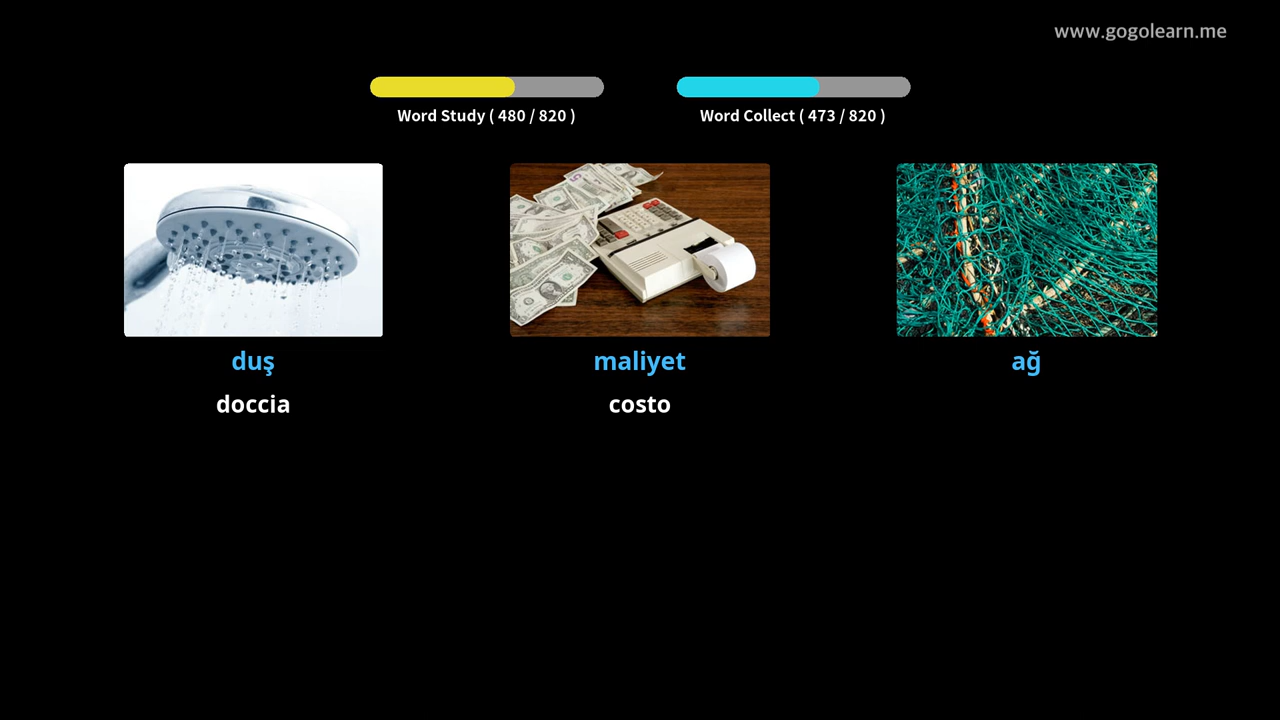 www.gogolearn.me
Word Study ( 480 / 820 )
Word Collect ( 473 / 820 )
duş
maliyet
ağ
doccia
costo